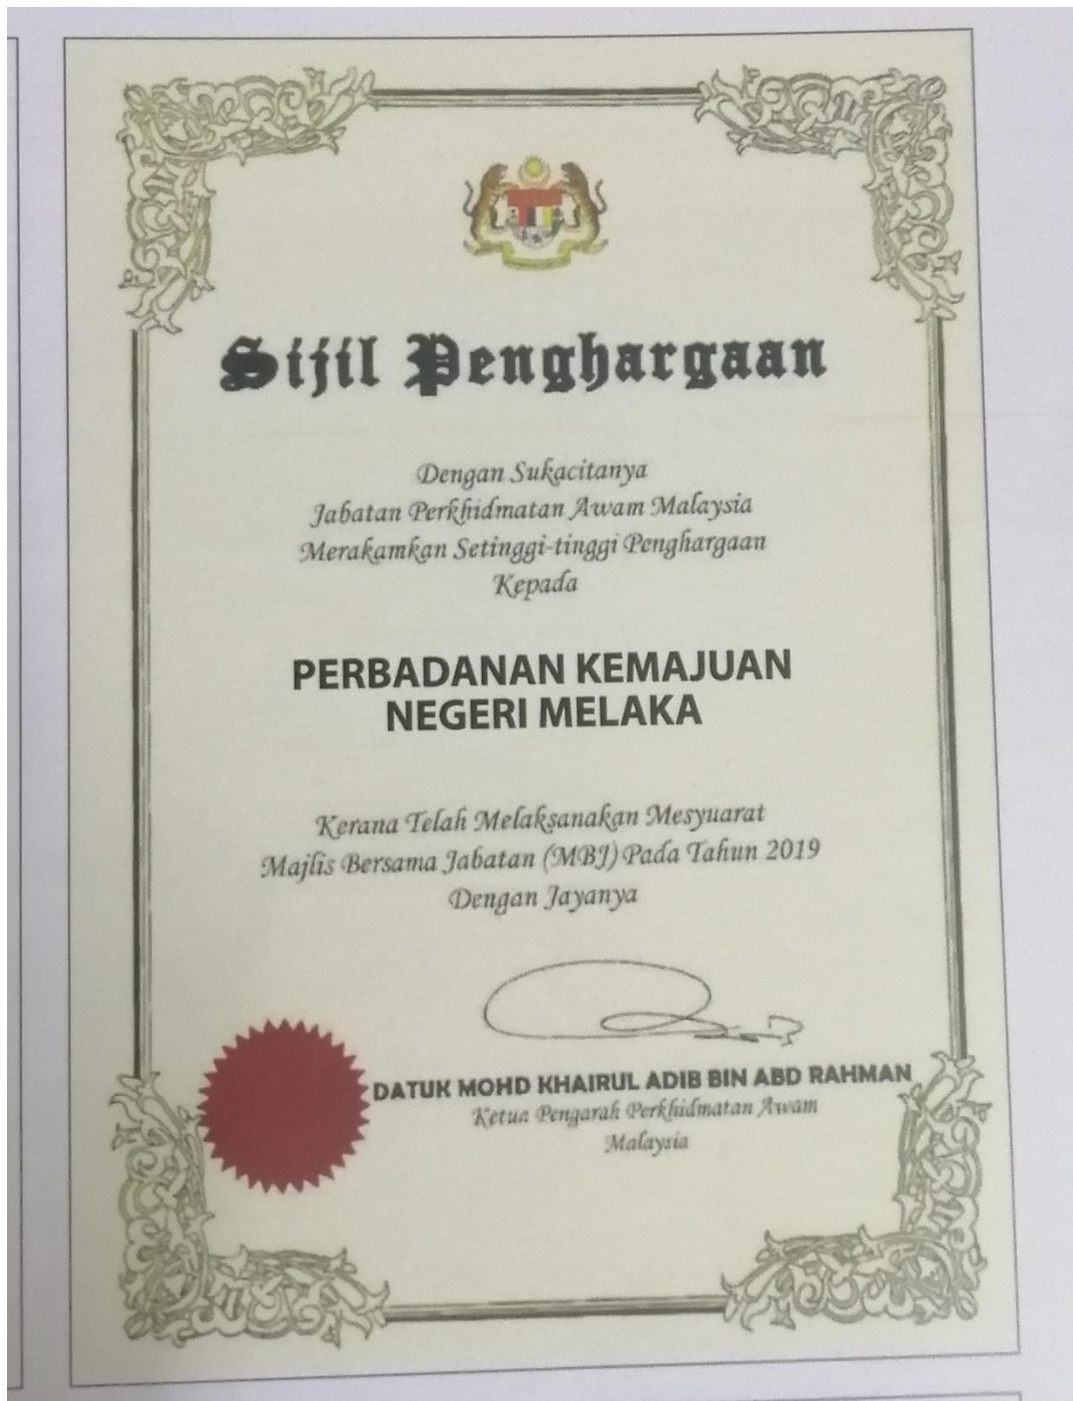 Sijil Penghargaan
Dengan Sukacitanya
Jabatan Perkhidmatan Awam Malaysia
Merakamkan Setinggi-tinggi Penghargaan
Kepada
PERBADANAN KEMAJUAN
NEGERI MELAKA
Kerana Telah Melaksanakan Mesyuarat
Majlis Bersama Jabatan (MBJ) Pada Tahun 2019
Dengan Jayanya
DATUK MOHD KHAIRUL ADIB BIN ABD RAHMAN
Ketua Pengarah Perkhidmatan Awam
Malaysia